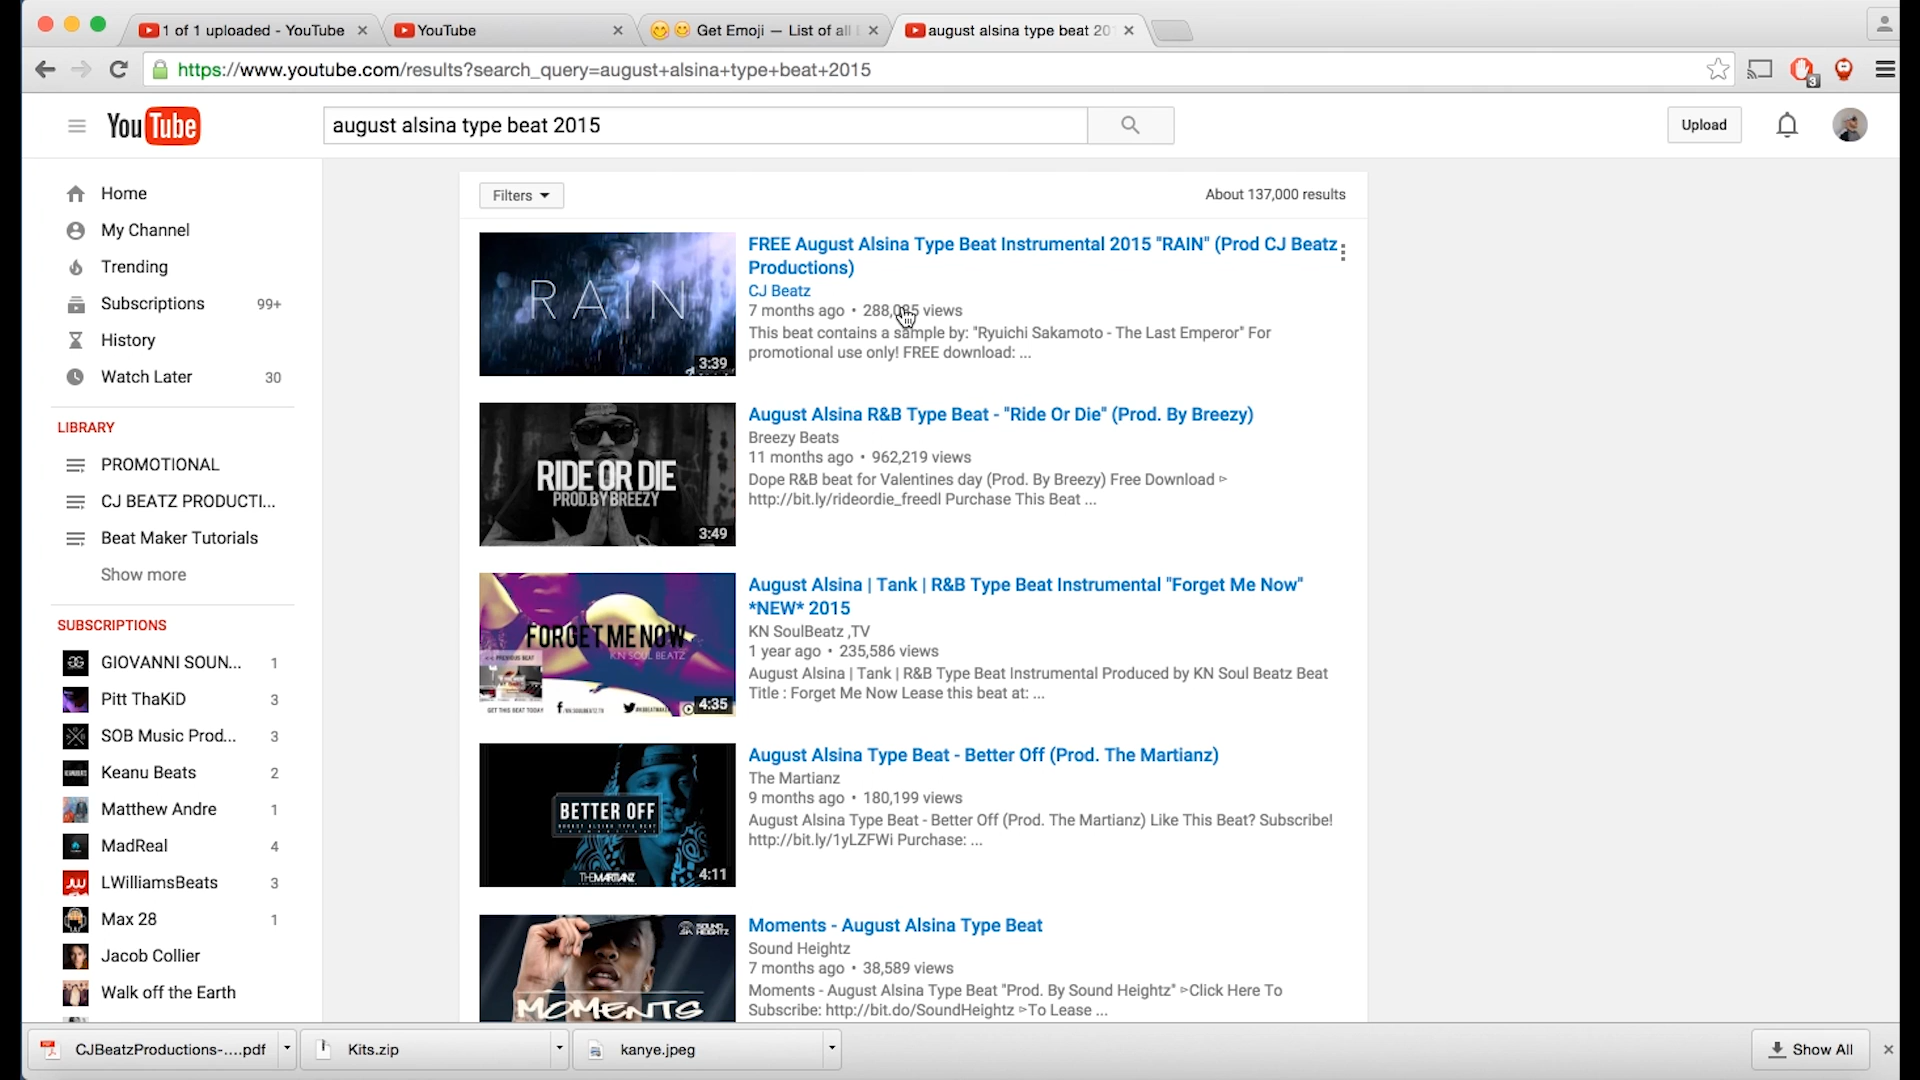 1 of 1 uploaded - YouTube
YouTube
Get Emoji — List of all
august alsina type beat 20
https://www.youtube.com/results?search_query=august+alsina+type+beat+2015
3
YouTube
august alsina type beat 2015
Upload
Home
My Channel
Trending
Subscriptions 99+
History
Watch Later 30
LIBRARY
PROMOTIONAL
CJ BEATZ PRODUCTI...
Beat Maker Tutorials
Show more
SUBSCRIPTIONS
GIOVANNI SOUN... 1
Pitt ThaKiD 3
SOB Music Prod... 3
Keanu Beats 2
Matthew Andre 1
MadReal 4
LWilliamsBeats 3
Max 28 1
Jacob Collier
Walk off the Earth
Filters
About 137,000 results
RAIN
3:39
FREE August Alsina Type Beat Instrumental 2015 "RAIN" (Prod CJ Beatz
Productions)
CJ Beatz
7 months ago • views
This beat contains a sample by: "Ryuichi Sakamoto - The Last Emperor" For
promotional use only! FREE download: ...
RIDE OR DIE
PROD.BY BREEZY
3:49
August Alsina R&B Type Beat - "Ride Or Die" (Prod. By Breezy)
Breezy Beats
11 months ago • 962,219 views
Dope R&B beat for Valentines day (Prod. By Breezy) Free Download ▹
http://bit.ly/rideordie_freedl Purchase This Beat ...
FORGET ME NOW
KN SOUL BEATZ
GET THIS BEAT TODAY
4:35
August Alsina | Tank | R&B Type Beat Instrumental "Forget Me Now"
*NEW* 2015
KN SoulBeatz ,TV
1 year ago • 235,586 views
August Alsina | Tank | R&B Type Beat Instrumental Produced by KN Soul Beatz Beat
Title : Forget Me Now Lease this beat at: ...
BETTER OFF
AUGUST ALSINA TYPE BEAT
THEMARTIANZ
4:11
August Alsina Type Beat - Better Off (Prod. The Martianz)
The Martianz
9 months ago • 180,199 views
August Alsina Type Beat - Better Off (Prod. The Martianz) Like This Beat? Subscribe!
http://bit.ly/1yLZFWi Purchase: ...
SOUND HEIGHTZ
MOMENTS
Moments - August Alsina Type Beat
Sound Heightz
7 months ago • 38,589 views
Moments - August Alsina Type Beat "Prod. By Sound Heightz" ▹Click Here To
Subscribe: http://bit.do/SoundHeightz ▹To Lease ...
CJBeatzProductions-....pdf
Kits.zip
kanye.jpeg
Show All